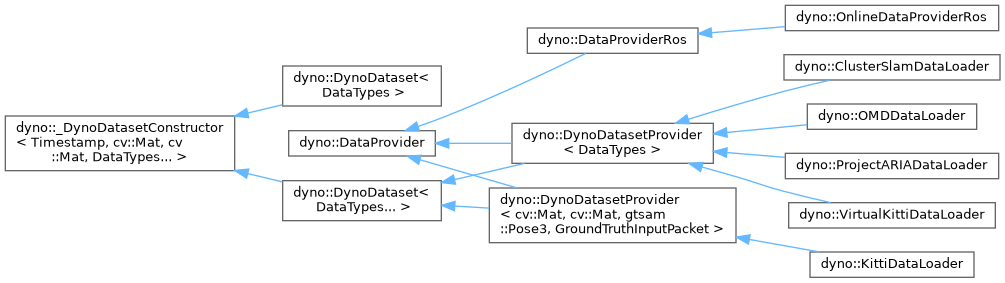 dyno::_DynoDatasetConstructor
< Timestamp, cv::Mat, cv
::Mat, DataTypes... >
dyno::DynoDataset<
DataTypes >
dyno::DataProvider
dyno::DynoDataset<
DataTypes... >
dyno::DataProviderRos
dyno::DynoDatasetProvider
< DataTypes >
dyno::DynoDatasetProvider
< cv::Mat, cv::Mat, gtsam
::Pose3, GroundTruthInputPacket >
dyno::OnlineDataProviderRos
dyno::ClusterSlamDataLoader
dyno::OMDDataLoader
dyno::ProjectARIADataLoader
dyno::VirtualKittiDataLoader
dyno::KittiDataLoader